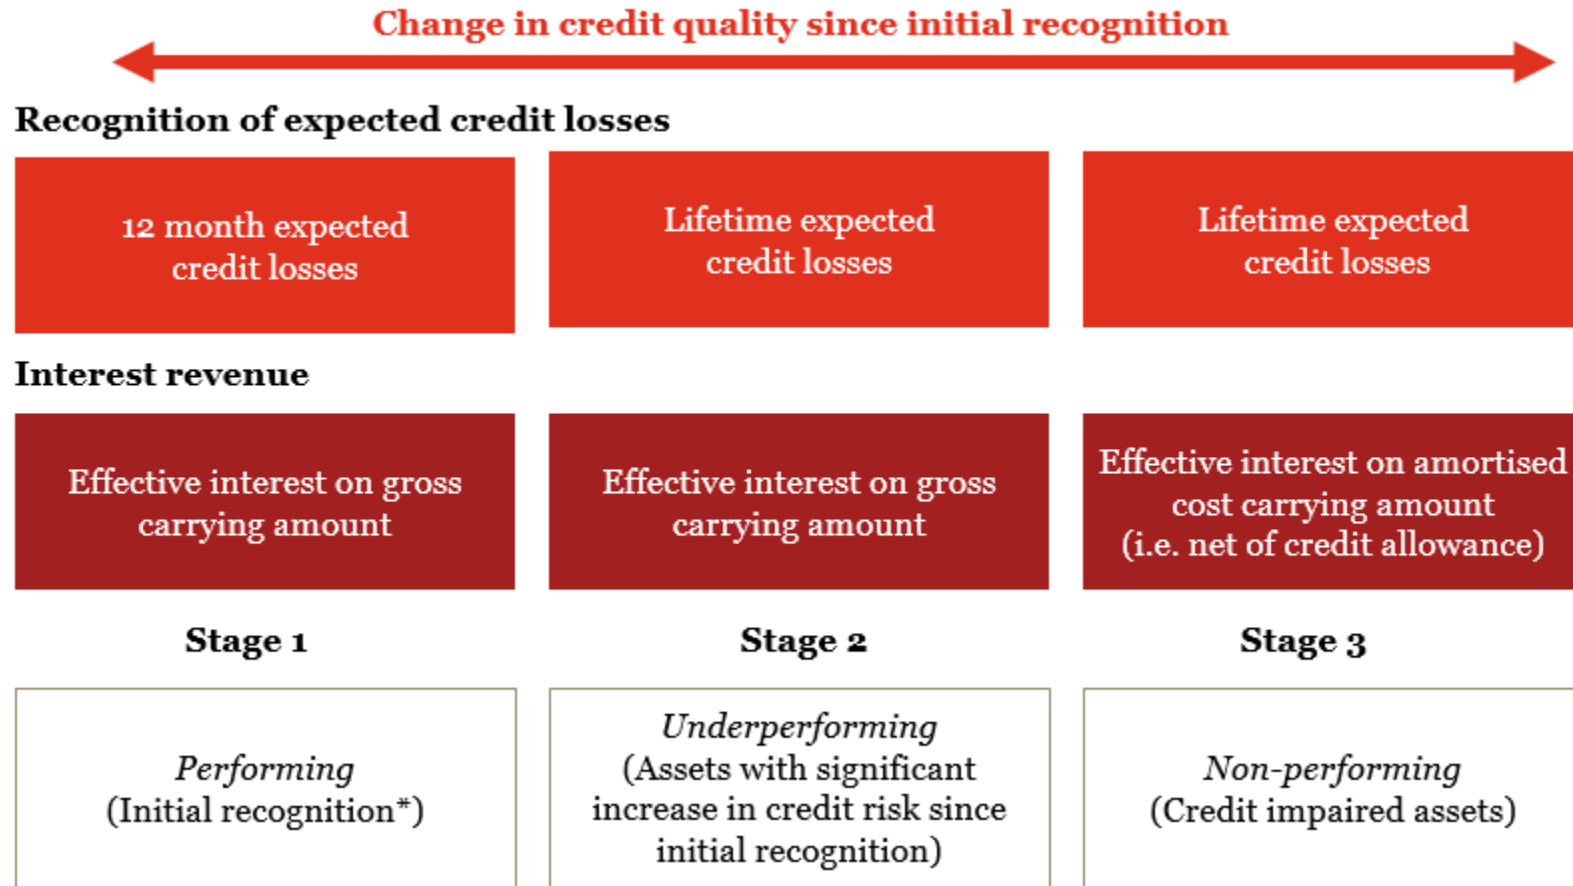 Change in credit quality since initial recognition
Recognition of expected credit losses
12 month expected
credit losses
Lifetime expected
credit losses
Lifetime expected
credit losses
Interest revenue
Effective interest on gross
carrying amount
Effective interest on gross
carrying amount
Effective interest on amortised
cost carrying amount
(i.e. net of credit allowance)
Stage 1
Stage 2
Stage 3
Performing
(Initial recognition*)
Underperforming
(Assets with significant
increase in credit risk since
initial recognition)
Non-performing
(Credit impaired assets)